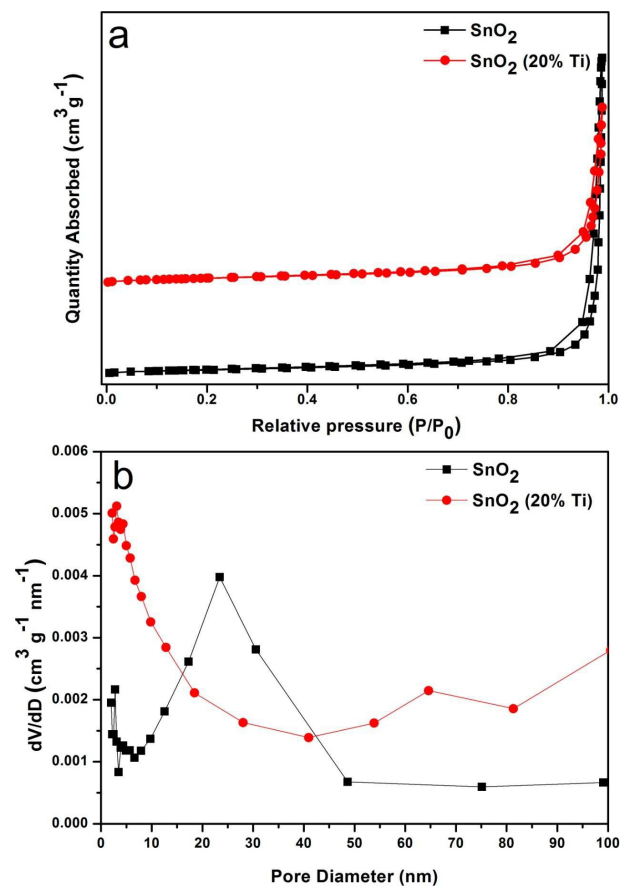 a
SnO₂
SnO₂ (20% Ti)
Quantity Absorbed (cm³g⁻¹)
0.0 0.2 0.4 0.6 0.8 1.0
Relative pressure (P/P₀)
b
SnO₂
SnO₂ (20% Ti)
dV/dD (cm³ g⁻¹ nm⁻¹)
0.006
0.005
0.004
0.003
0.002
0.001
0.000
0 10 20 30 40 50 60 70 80 90 100
Pore Diameter (nm)